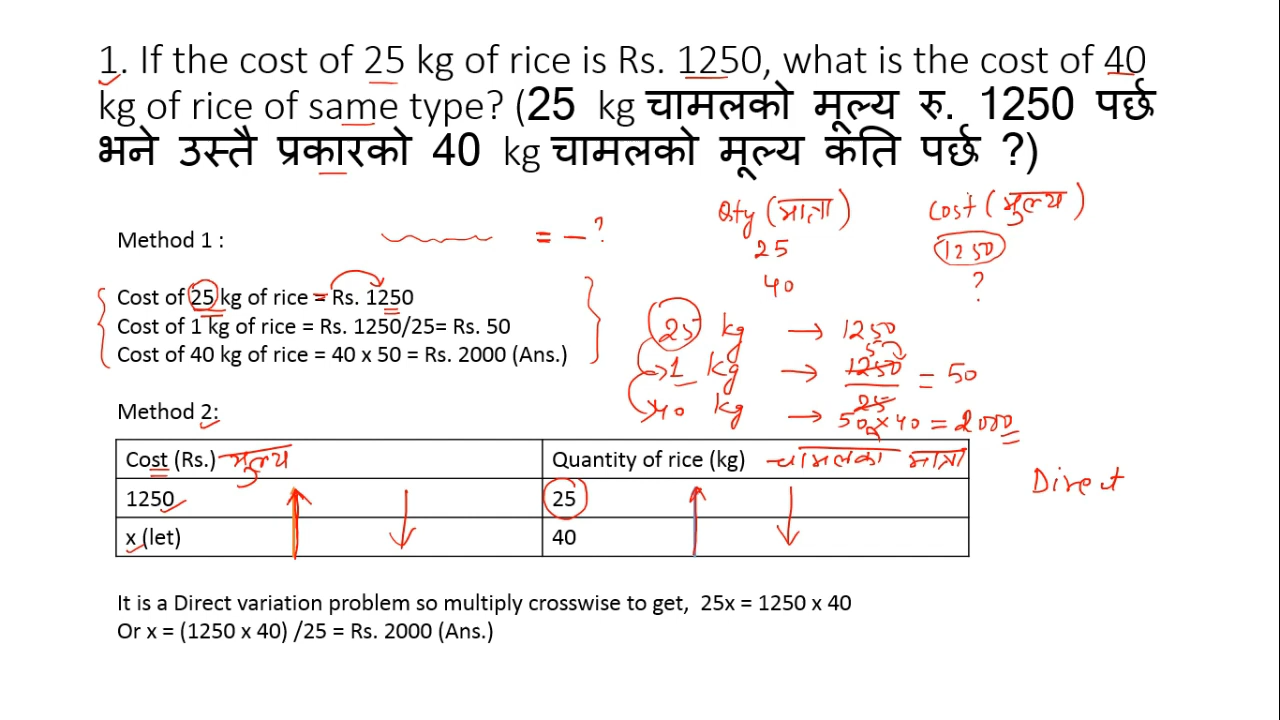 1. If the cost of 25 kg of rice is Rs. 1250, what is the cost of 40
kg of rice of same type? (25 kg चामलको मूल्य रु. 1250 पर्छ
भने उस्तै प्रकारको 40 kg चामलको मूल्य कति पर्छ ?)
Qty (मात्रा) Cost (मुल्य)
Method 1 : = – ? 25 1250
40 ?
Cost of 25 kg of rice = Rs. 1250
Cost of 1 kg of rice = Rs. 1250/25= Rs. 50
Cost of 40 kg of rice = 40 x 50 = Rs. 2000 (Ans.)
25 kg → 1250
1 kg → 1250/25 = 50
40 kg → 50 x 40 = 2000
Method 2:
Cost (Rs.) मुल्य Quantity of rice (kg) चामलको मात्रा
1250 25
x (let) 40
Direct
It is a Direct variation problem so multiply crosswise to get, 25x = 1250 x 40
Or x = (1250 x 40) /25 = Rs. 2000 (Ans.)